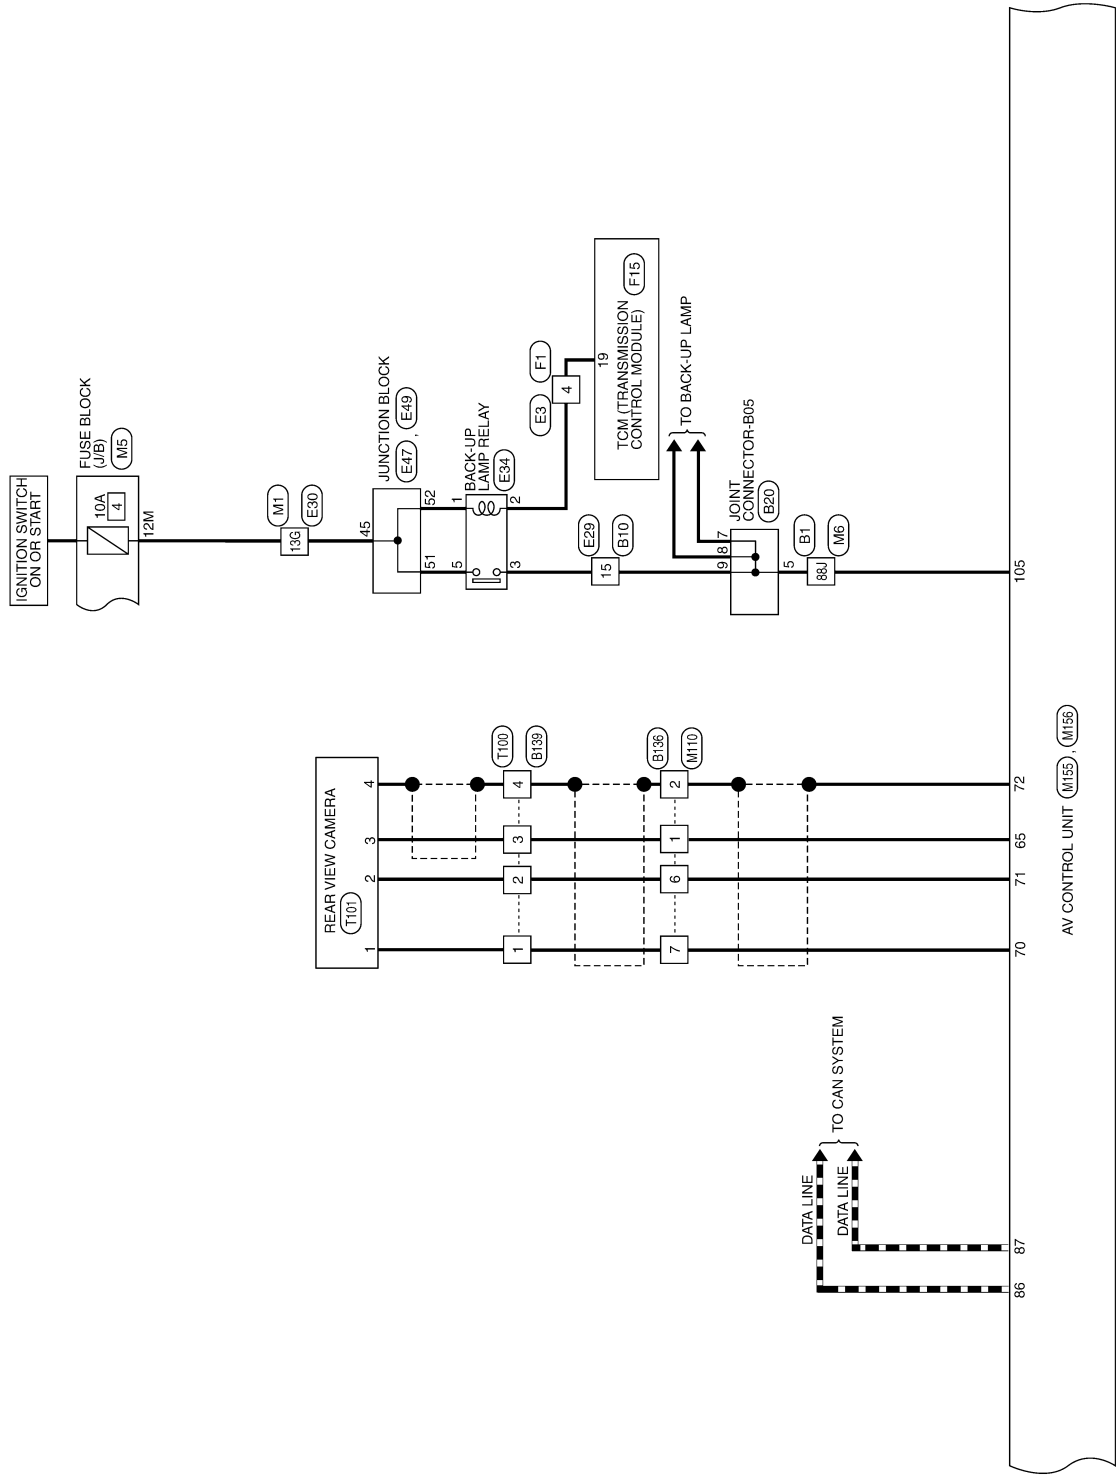 IGNITION SWITCH
ON OR START
FUSE BLOCK
(J/B)
M5
10A
4
12M
M1
13G
E30
JUNCTION BLOCK
E47 , E49
45
51
52
BACK-UP
LAMP RELAY
E34
5
1
3
2
E3
4
F1
19
TCM (TRANSMISSION
CONTROL MODULE)
F15
E29
15
B10
TO BACK-UP LAMP
JOINT
CONNECTOR-B05
B20
9
8
7
5
B1
88J
M6
105
REAR VIEW CAMERA
T101
1
2
3
4
T100
1
2
3
4
B139
B136
7
6
1
2
M110
70
71
65
72
TO CAN SYSTEM
DATA LINE
DATA LINE
86
87
AV CONTROL UNIT M155 , M156